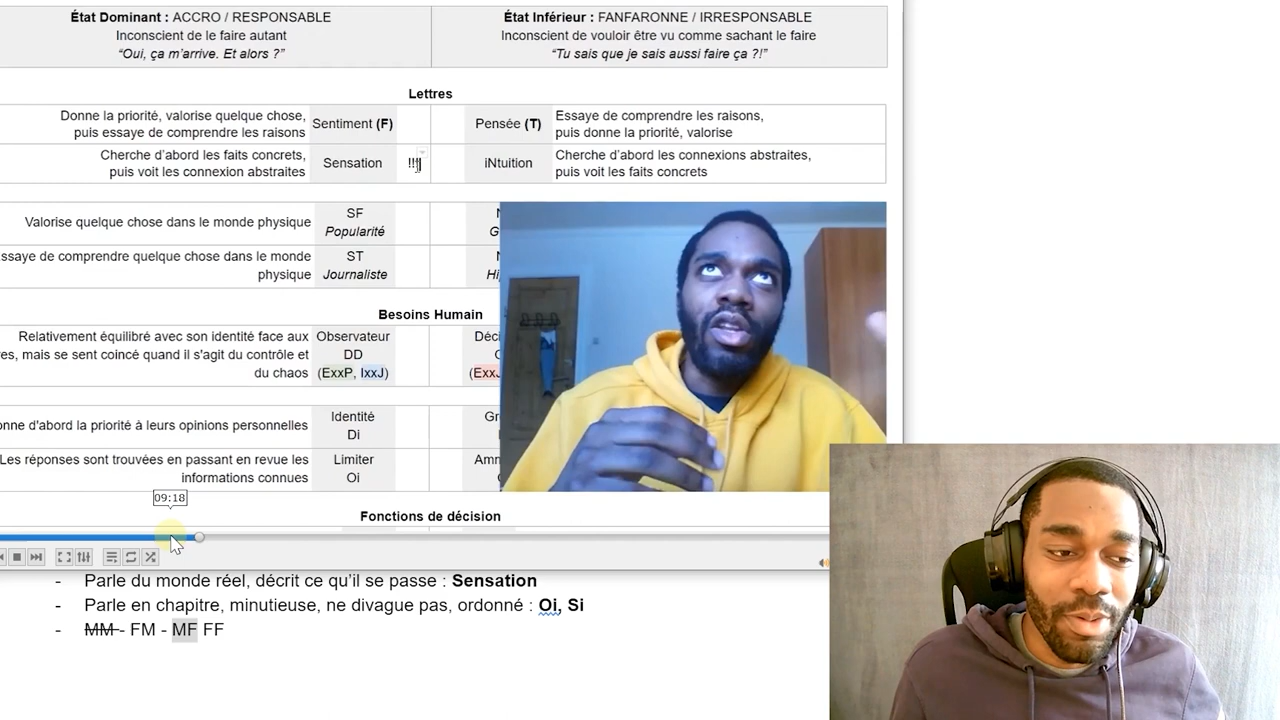 État Dominant : ACCRO / RESPONSABLE
Inconscient de le faire autant
“Oui, ça m’arrive. Et alors ?”
État Inférieur : FANFARONNE / IRRESPONSABLE
Inconscient de vouloir être vu comme sachant le faire
“Tu sais que je sais aussi faire ça ?!”
Lettres
Donne la priorité, valorise quelque chose,
puis essaye de comprendre les raisons
Sentiment (F)
Pensée (T)
Essaye de comprendre les raisons,
puis donne la priorité, valorise
Cherche d’abord les faits concrets,
puis voit les connexion abstraites
Sensation
!!!
iNtuition
Cherche d’abord les connexions abstraites,
puis voit les faits concrets
Valorise quelque chose dans le monde physique
SF
Popularité
ssaye de comprendre quelque chose dans le monde
physique
ST
Journaliste
Besoins Humain
Relativement équilibré avec son identité face aux
res, mais se sent coincé quand il s'agit du contrôle et
du chaos
Observateur
DD
(ExxP, IxxJ)
Déci
(ExxJ
onne d'abord la priorité à leurs opinions personnelles
Identité
Di
Les réponses sont trouvées en passant en revue les
informations connues
Limiter
Oi
09:18
Fonctions de décision
- Parle du monde réel, décrit ce qu’il se passe : Sensation
- Parle en chapitre, minutieuse, ne divague pas, ordonné : Oi, Si
- MM - FM - MF FF